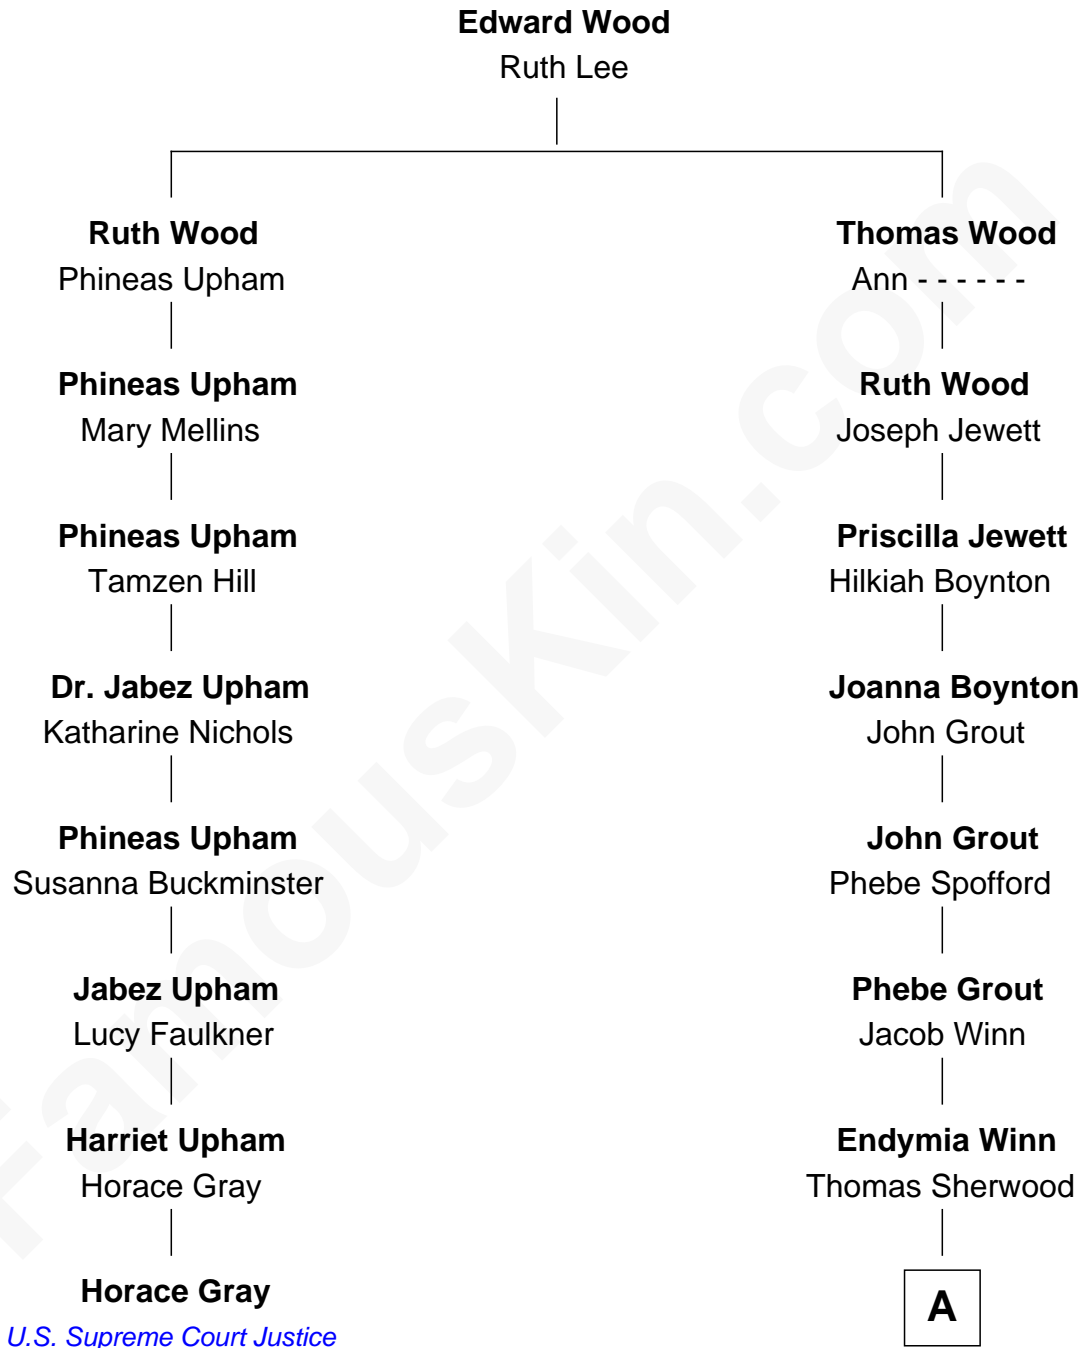 Edward Wood
Ruth Lee
Ruth Wood
Phineas Upham
Thomas Wood
Ann - - - - - -
Phineas Upham
Mary Mellins
Ruth Wood
Joseph Jewett
Phineas Upham
Tamzen Hill
Priscilla Jewett
Hilkiah Boynton
Dr. Jabez Upham
Katharine Nichols
Joanna Boynton
John Grout
Phineas Upham
Susanna Buckminster
John Grout
Phebe Spofford
Jabez Upham
Lucy Faulkner
Phebe Grout
Jacob Winn
Harriet Upham
Horace Gray
Endymia Winn
Thomas Sherwood
Horace Gray
U.S. Supreme Court Justice
A
FamousKin.com